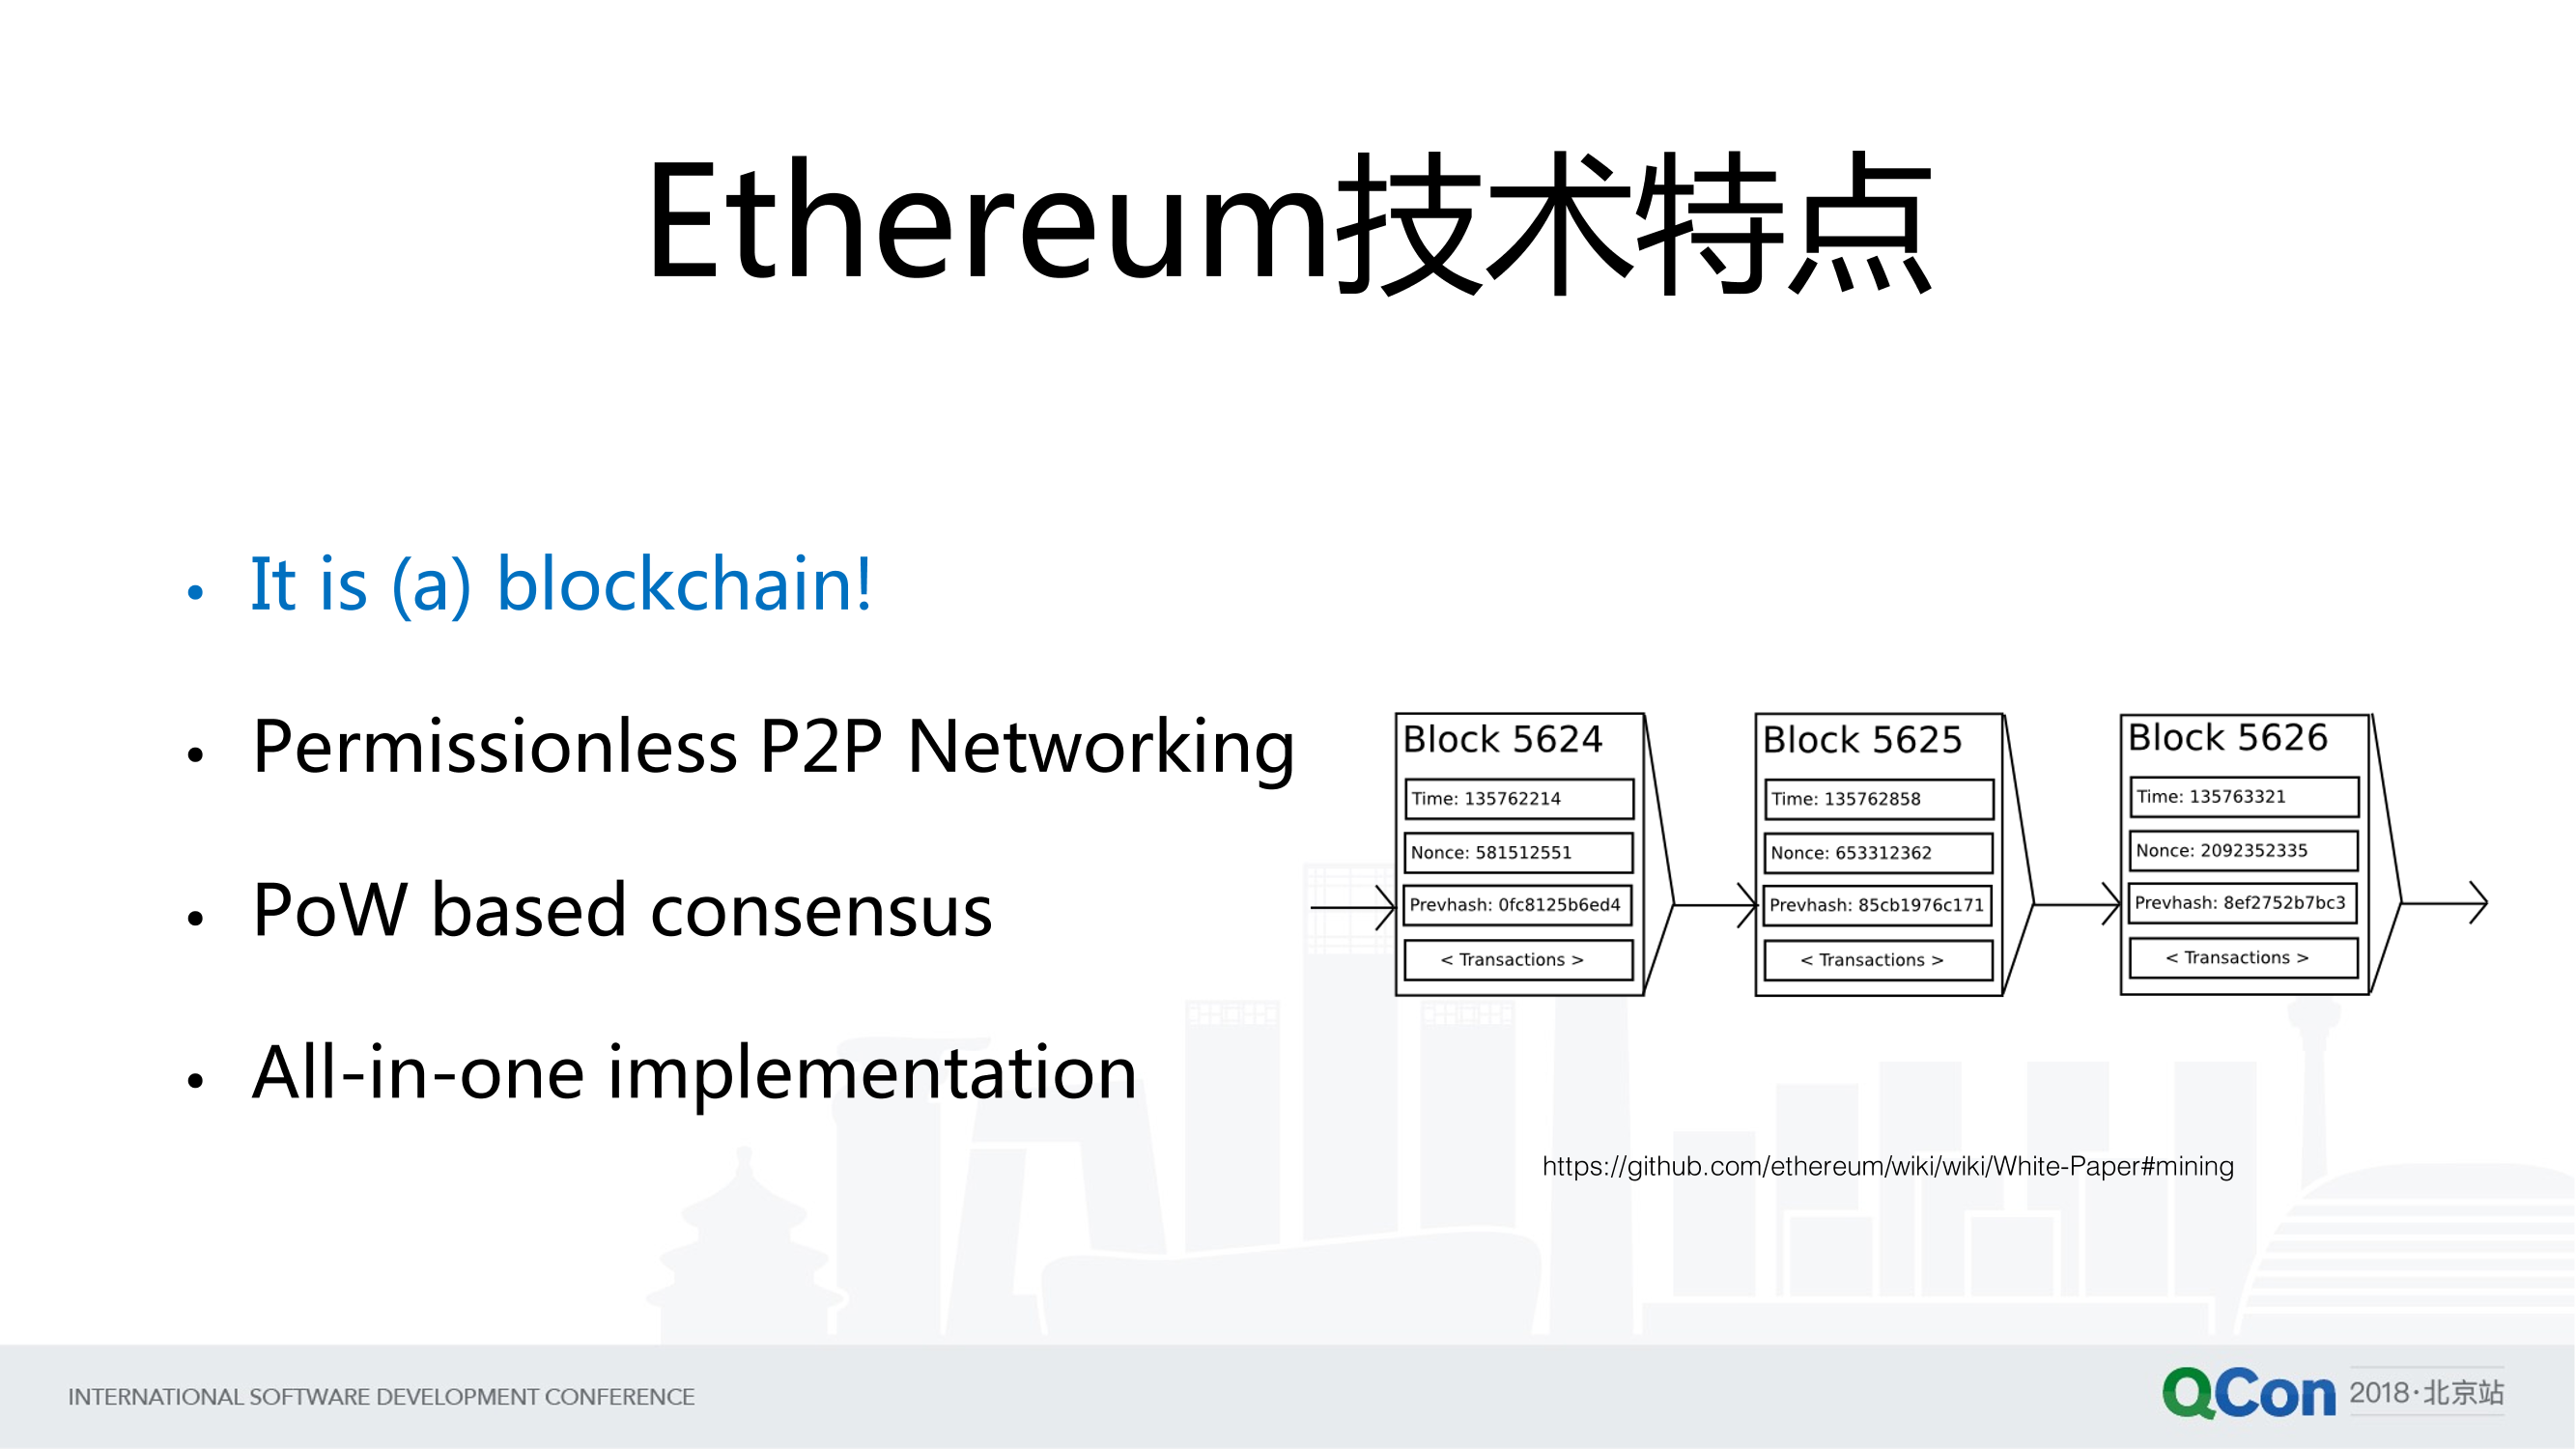 Ethereum技术特点
• It is (a) blockchain!
• Permissionless P2P Networking
• PoW based consensus
• All-in-one implementation
Block 5624
Time: 135762214
Nonce: 581512551
Prevhash: 0fc8125b6ed4
< Transactions >
Block 5625
Time: 135762858
Nonce: 653312362
Prevhash: 85cb1976c171
< Transactions >
Block 5626
Time: 135763321
Nonce: 2092352335
Prevhash: 8ef2752b7bc3
< Transactions >
https://github.com/ethereum/wiki/wiki/White-Paper#mining
INTERNATIONAL SOFTWARE DEVELOPMENT CONFERENCE
QCon 2018·北京站